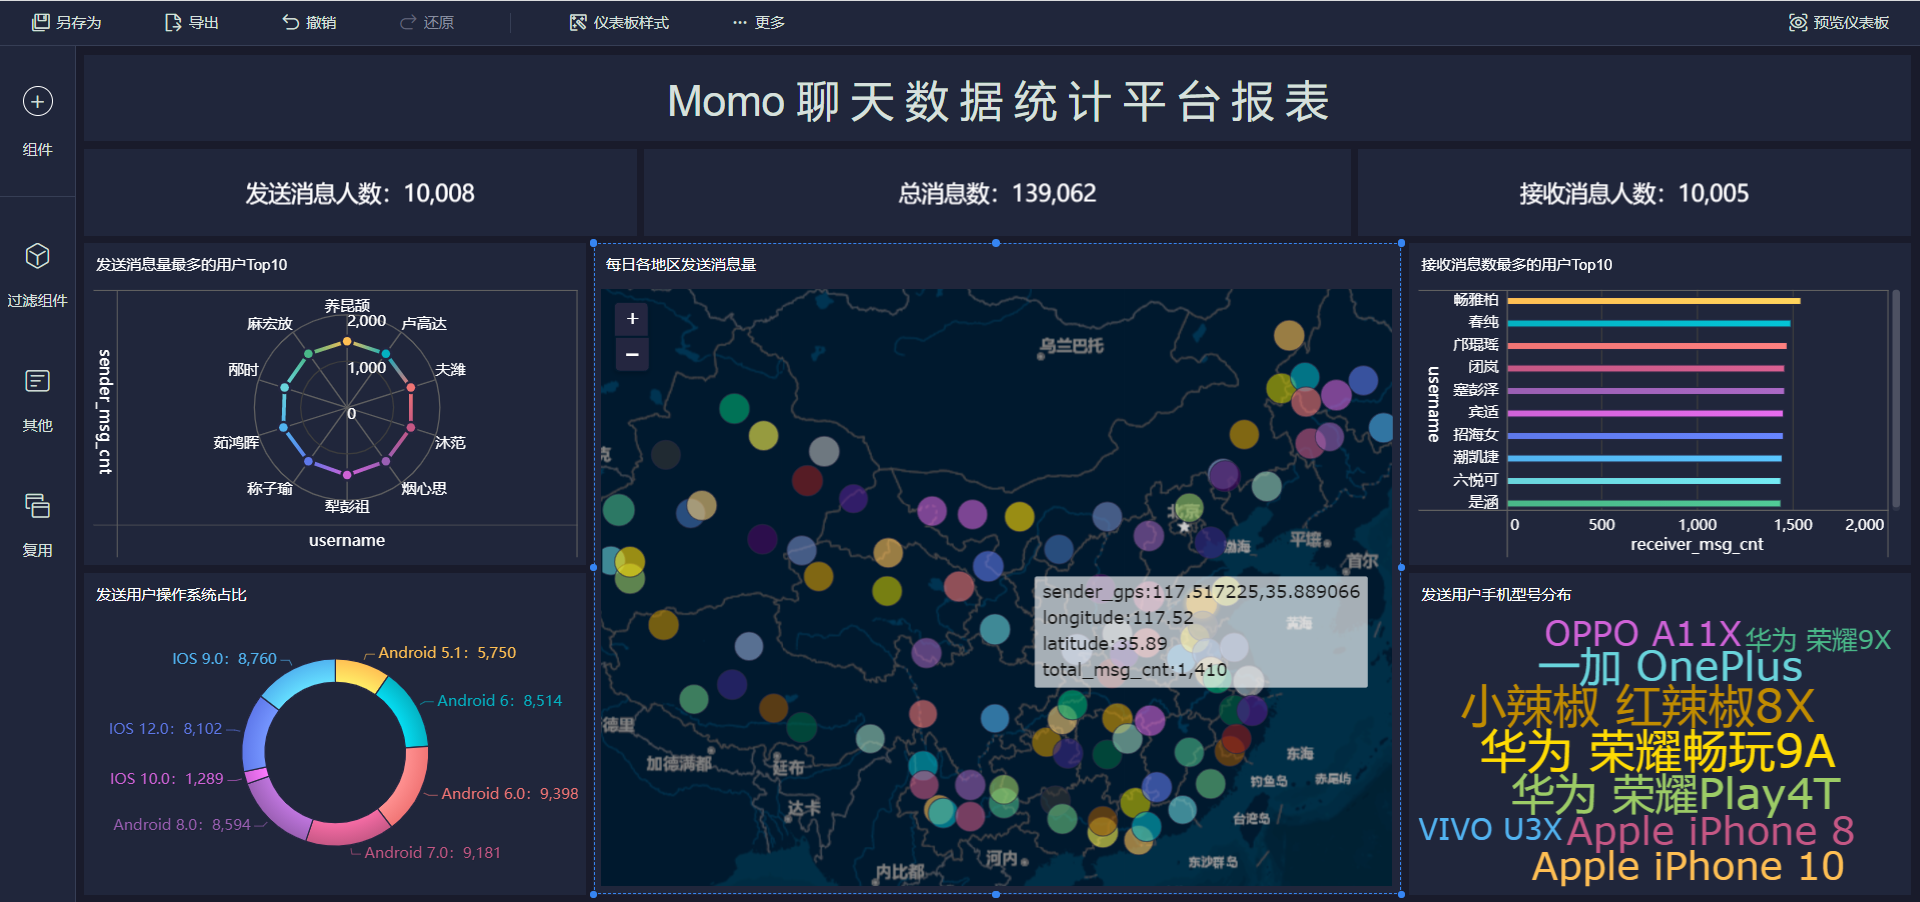 另存为
导出
撤销
还原
仪表板样式
··· 更多
预览仪表板
组件
过滤组件
其他
复用
Momo 聊天数据统计平台报表
发送消息人数：10,008
总消息数：139,062
接收消息人数：10,005
发送消息量最多的用户Top10
养昆颉
2,000
卢高达
麻宏放
夫潍
1,000
邴时
0
茹鸿晖
沐范
称子瑜
烟心思
犁彭祖
sender_msg_cnt
username
每日各地区发送消息量
+
−
乌兰巴托
克
北京
渤海
平壤
首尔
sender_gps:117.517225,35.889066
longitude:117.52
latitude:35.89
total_msg_cnt:1,410
黄海
德里
加德满都
廷布
达卡
东海
钓鱼岛
赤尾屿
台湾岛
河内
东沙群岛
内比都
接收消息数最多的用户Top10
username
畅雅柏
春纯
邝琨瑤
闭岚
蹇彭泽
宾适
招海女
潮凯捷
六悦可
是涵
0
500
1,000
1,500
2,000
receiver_msg_cnt
发送用户操作系统占比
Android 5.1：5,750
Android 6：8,514
Android 6.0：9,398
Android 7.0：9,181
Android 8.0：8,594
IOS 10.0：1,289
IOS 12.0：8,102
IOS 9.0：8,760
发送用户手机型号分布
OPPO A11X
华为 荣耀9X
一加 OnePlus
小辣椒 红辣椒8X
华为 荣耀畅玩9A
华为 荣耀Play4T
VIVO U3X
Apple iPhone 8
Apple iPhone 10